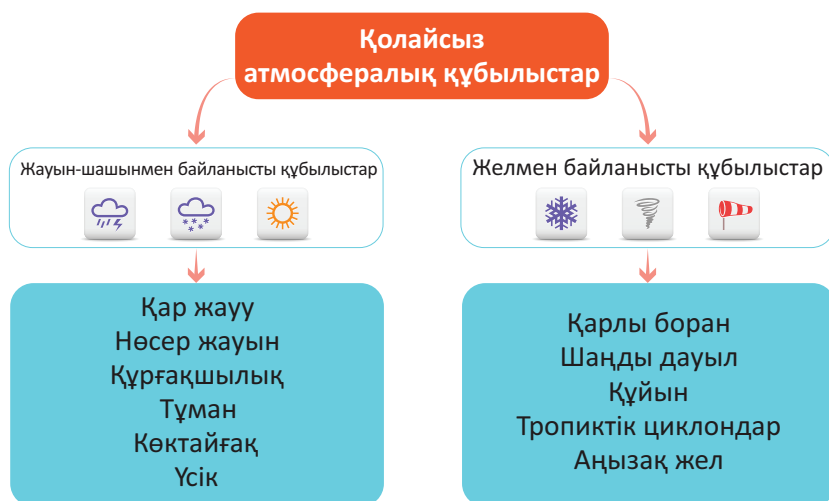 Қолайсыз
атмосфералық құбылыстар
Жауын-шашынмен байланысты құбылыстар
Қар жауу
Нөсер жауын
Құрғақшылық
Тұман
Көктайғақ
Үсік
Желмен байланысты құбылыстар
Қарлы боран
Шаңды дауыл
Құйын
Тропиктік циклондар
Аңызақ жел